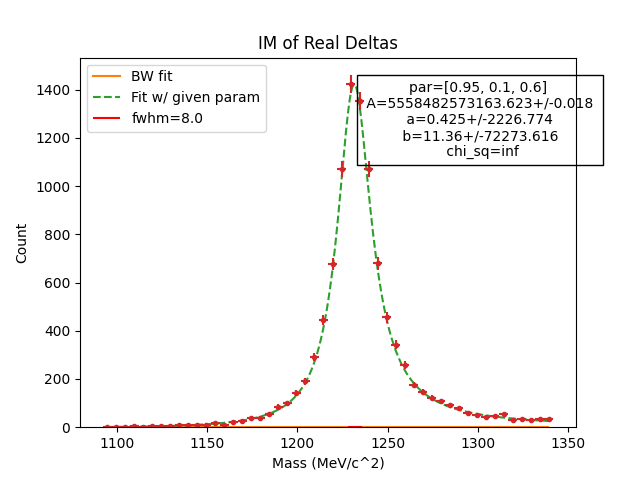 IM of Real Deltas
BW fit
Fit w/ given param
fwhm=8.0
par=[0.95, 0.1, 0.6]
A=5558482573163.623+/-0.018
a=0.425+/-2226.774
b=11.36+/-72273.616
chi_sq=inf
Count
1400
1200
1000
800
600
400
200
0
1100
1150
1200
1250
1300
1350
Mass (MeV/c^2)